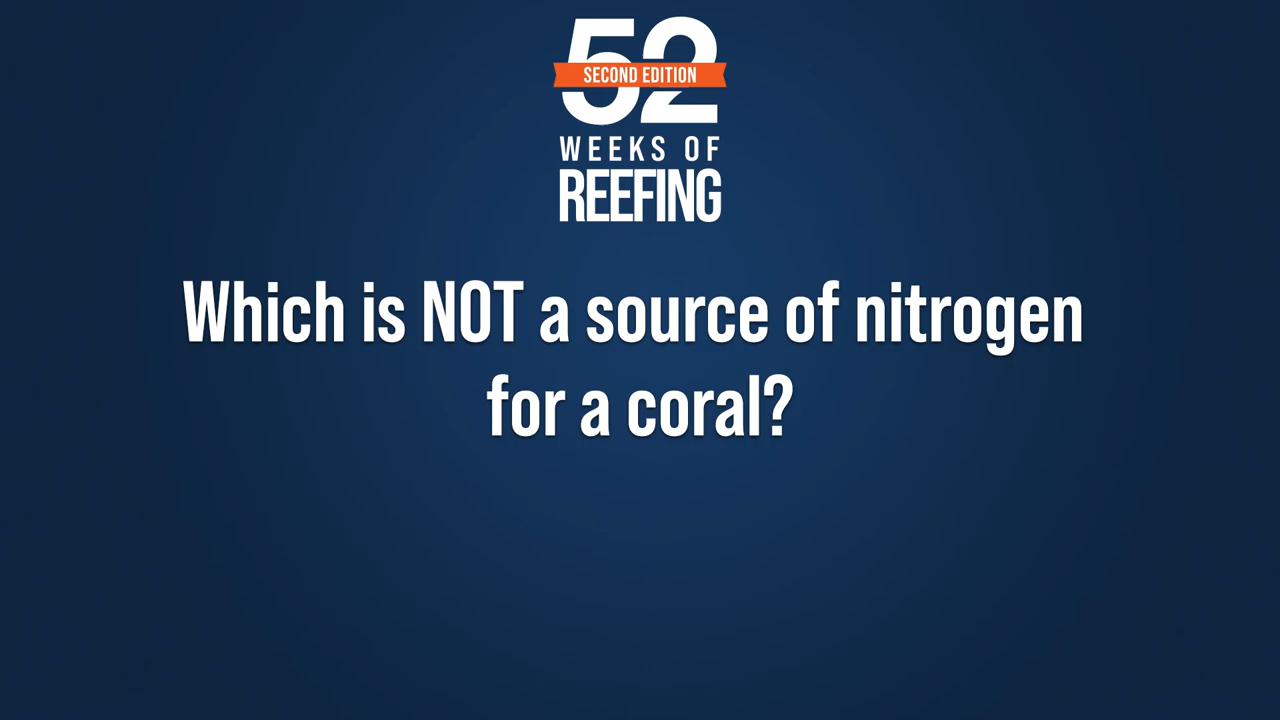 52
SECOND EDITION
WEEKS OF
REEFING
Which is NOT a source of nitrogen
for a coral?